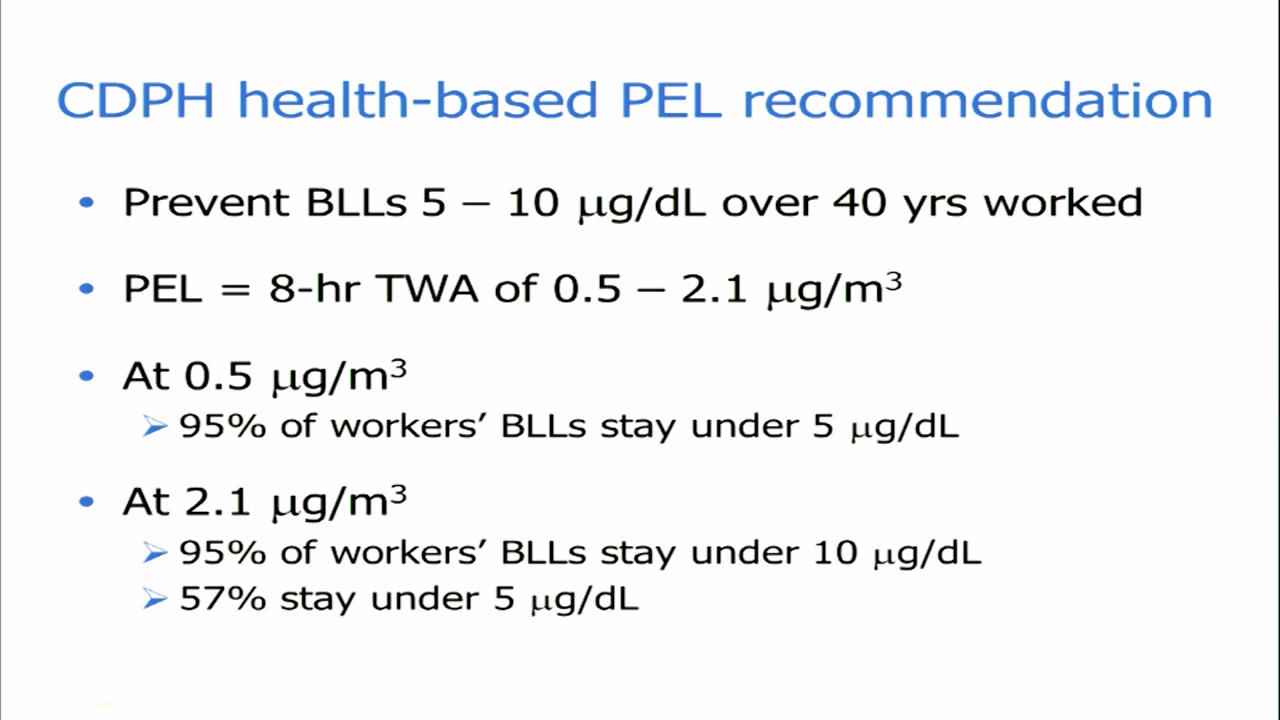 CDPH health-based PEL recommendation
• Prevent BLLs 5 – 10 µg/dL over 40 yrs worked
• PEL = 8-hr TWA of 0.5 – 2.1 µg/m³
• At 0.5 µg/m³
➢ 95% of workers’ BLLs stay under 5 µg/dL
• At 2.1 µg/m³
➢ 95% of workers’ BLLs stay under 10 µg/dL
➢ 57% stay under 5 µg/dL